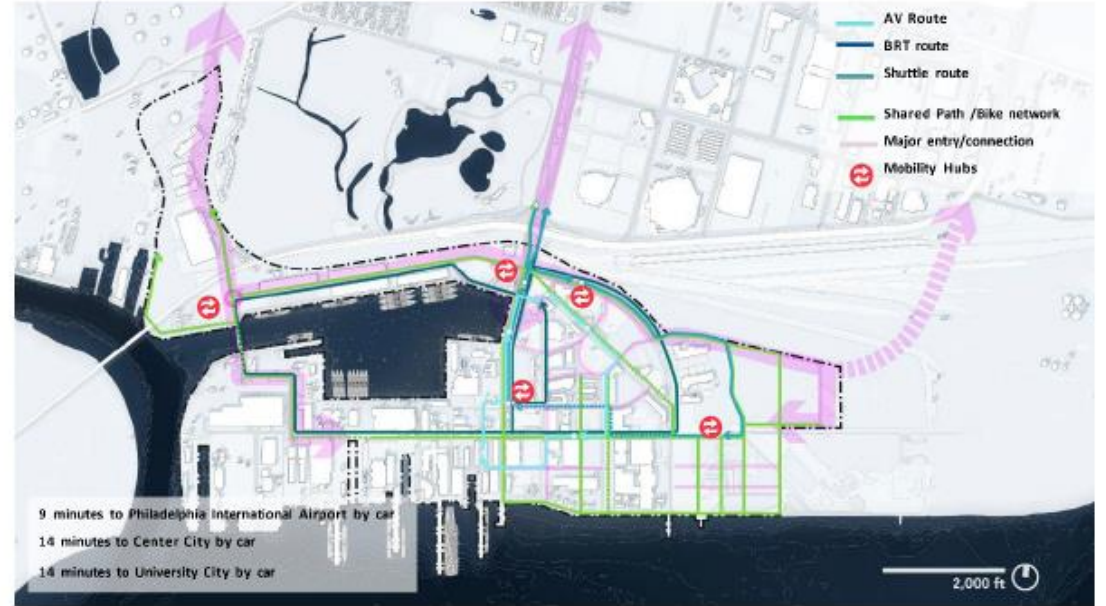 AV Route
BRT route
Shuttle route
Shared Path /Bike network
Major entry/connection
Mobility Hubs
9 minutes to Philadelphia International Airport by car
14 minutes to Center City by car
14 minutes to University City by car
2,000 ft